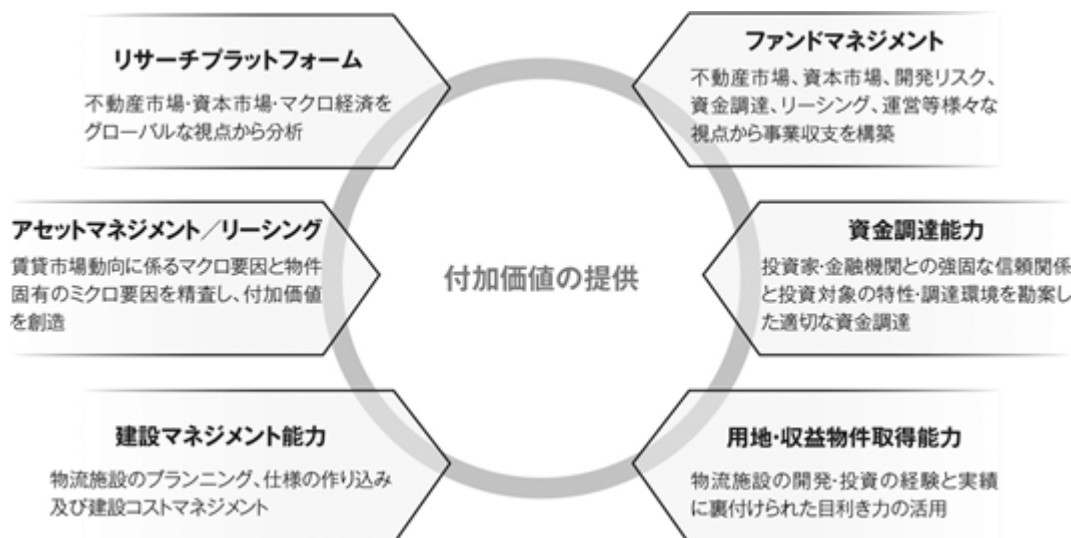 リサーチプラットフォーム
不動産市場・資本市場・マクロ経済を
グローバルな視点から分析
ファンドマネジメント
不動産市場、資本市場、開発リスク、
資金調達、リーシング、運営等様々な
視点から事業収支を構築
アセットマネジメント／リーシング
賃貸市場動向に係るマクロ要因と物件
固有のミクロ要因を精査し、付加価値
を創造
付加価値の提供
資金調達能力
投資家・金融機関との強固な信頼関係
と投資対象の特性・調達環境を勘案し
た適切な資金調達
建設マネジメント能力
物流施設のプランニング、仕様の作り込み
及び建設コストマネジメント
用地・収益物件取得能力
物流施設の開発・投資の経験と実績
に裏付けられた目利き力の活用